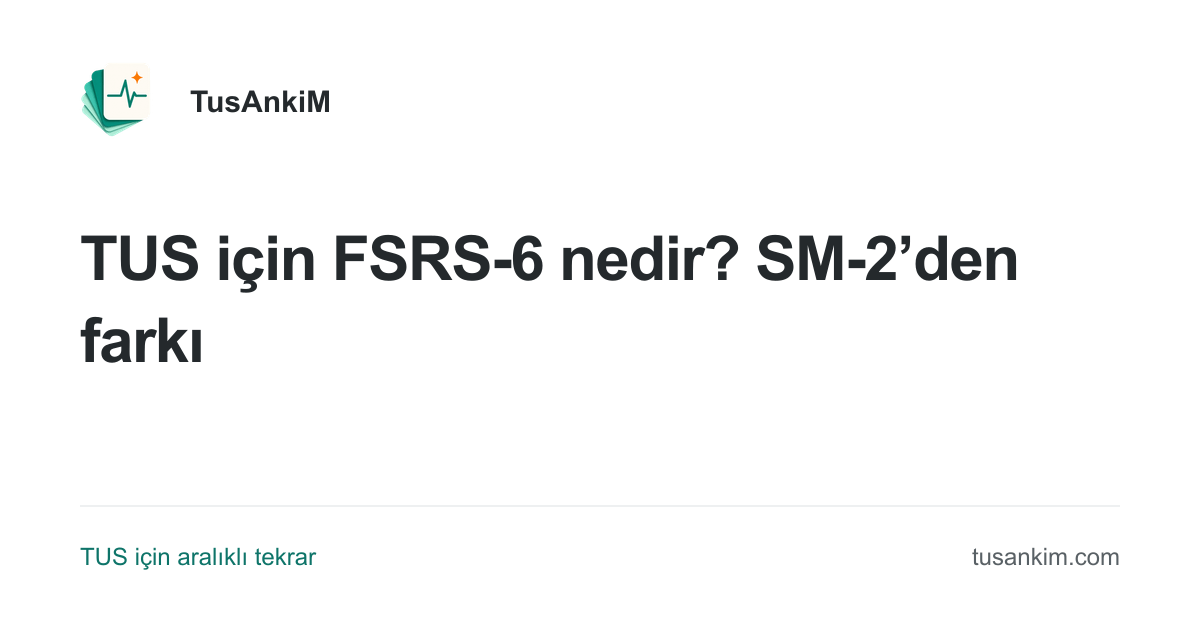 TusAnkiM
TUS için FSRS-6 nedir? SM-2’den
farkı
TUS için aralıklı tekrar
tusankim.com